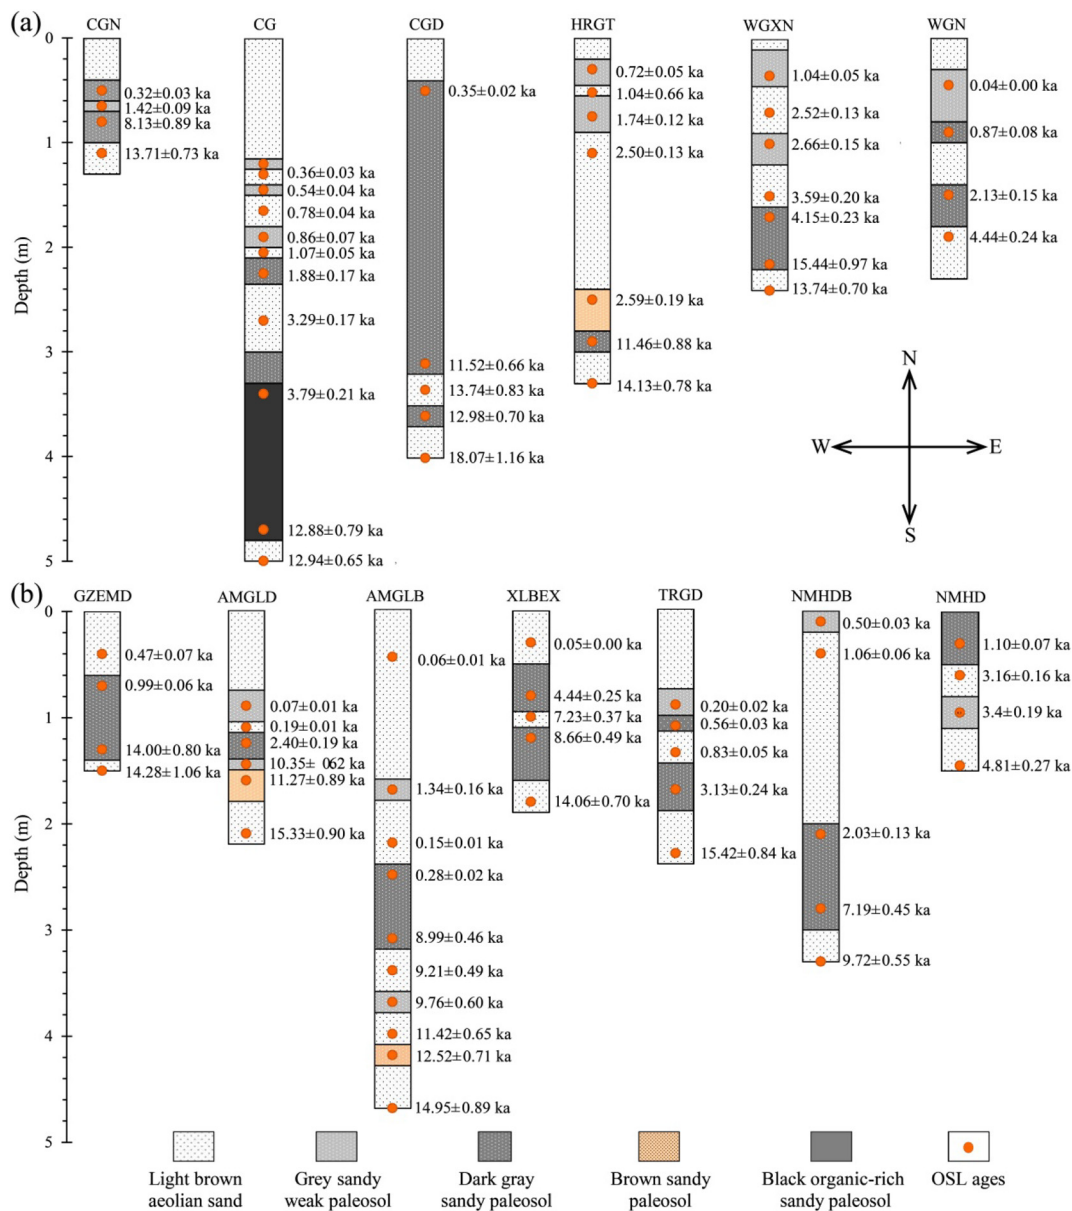 (a)
CGN CG CGD HRGT WGXN WGN
Depth (m)
0
1
2
3
4
5
0.32±0.03 ka
1.42±0.09 ka
8.13±0.89 ka
13.71±0.73 ka
0.36±0.03 ka
0.54±0.04 ka
0.78±0.04 ka
0.86±0.07 ka
1.07±0.05 ka
1.88±0.17 ka
3.29±0.17 ka
3.79±0.21 ka
12.88±0.79 ka
12.94±0.65 ka
0.35±0.02 ka
11.52±0.66 ka
13.74±0.83 ka
12.98±0.70 ka
18.07±1.16 ka
0.72±0.05 ka
1.04±0.66 ka
1.74±0.12 ka
2.50±0.13 ka
2.59±0.19 ka
11.46±0.88 ka
14.13±0.78 ka
1.04±0.05 ka
2.52±0.13 ka
2.66±0.15 ka
3.59±0.20 ka
4.15±0.23 ka
15.44±0.97 ka
13.74±0.70 ka
0.04±0.00 ka
0.87±0.08 ka
2.13±0.15 ka
4.44±0.24 ka
N
W E
S
(b)
GZEMD AMGLD AMGLB XLBEX TRGD NMHDB NMHD
Depth (m)
0
1
2
3
4
5
0.47±0.07 ka
0.99±0.06 ka
14.00±0.80 ka
14.28±1.06 ka
0.07±0.01 ka
0.19±0.01 ka
2.40±0.19 ka
10.35± 062 ka
11.27±0.89 ka
15.33±0.90 ka
0.06±0.01 ka
1.34±0.16 ka
0.15±0.01 ka
0.28±0.02 ka
8.99±0.46 ka
9.21±0.49 ka
9.76±0.60 ka
11.42±0.65 ka
12.52±0.71 ka
14.95±0.89 ka
0.05±0.00 ka
4.44±0.25 ka
7.23±0.37 ka
8.66±0.49 ka
14.06±0.70 ka
0.20±0.02 ka
0.56±0.03 ka
0.83±0.05 ka
3.13±0.24 ka
15.42±0.84 ka
0.50±0.03 ka
1.06±0.06 ka
2.03±0.13 ka
7.19±0.45 ka
9.72±0.55 ka
1.10±0.07 ka
3.16±0.16 ka
3.4±0.19 ka
4.81±0.27 ka
Light brown
aeolian sand
Grey sandy
weak paleosol
Dark gray
sandy paleosol
Brown sandy
paleosol
Black organic-rich
sandy paleosol
OSL ages